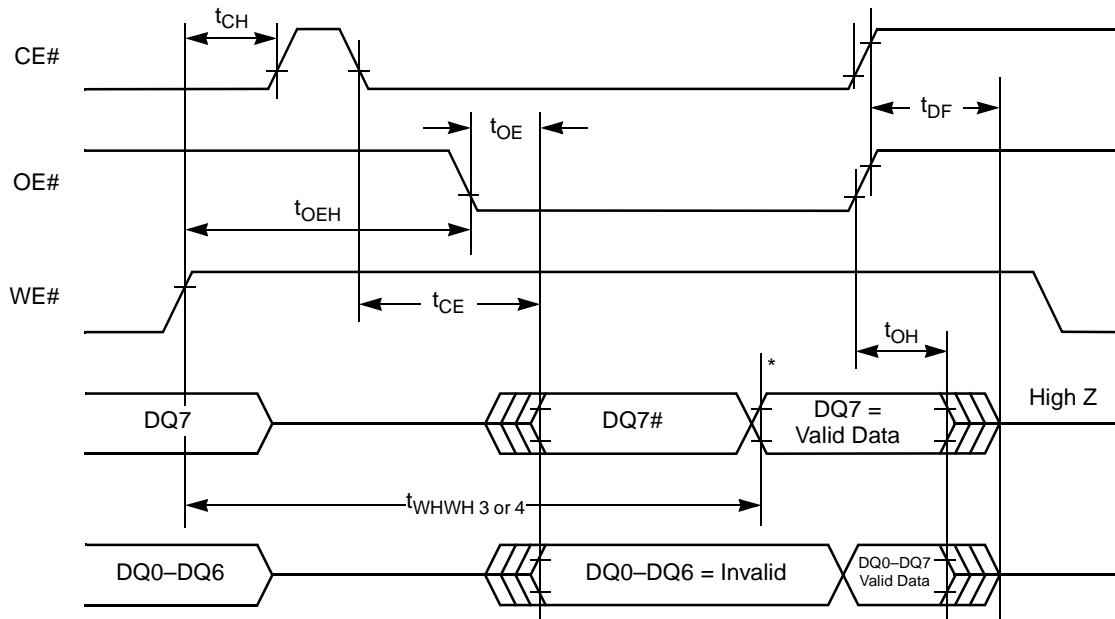 tCH
CE#
tDF
tOE
OE#
tOEH
WE#
tCE
tOH
*
High Z
DQ7
DQ7#
DQ7 =
Valid Data
tWHWH 3 or 4
DQ0–DQ6
DQ0–DQ6 = Invalid
DQ0–DQ7
Valid Data